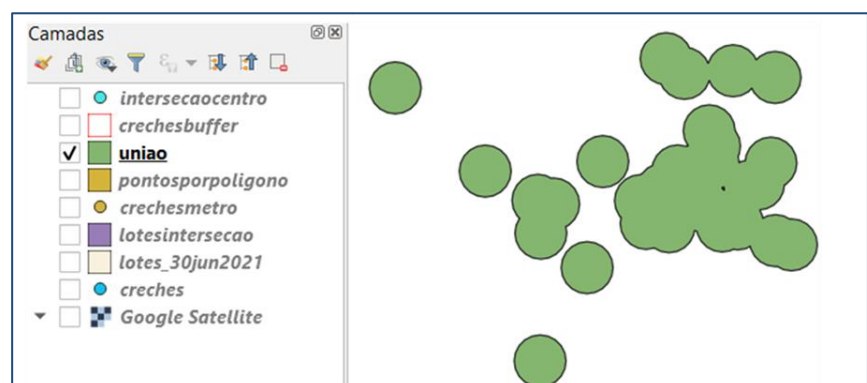 Camadas
intersecaocentro
crechesbuffer
uniao
pontosporpoligono
crechesmetro
lotesintersecao
lotes_30jun2021
creches
Google Satellite